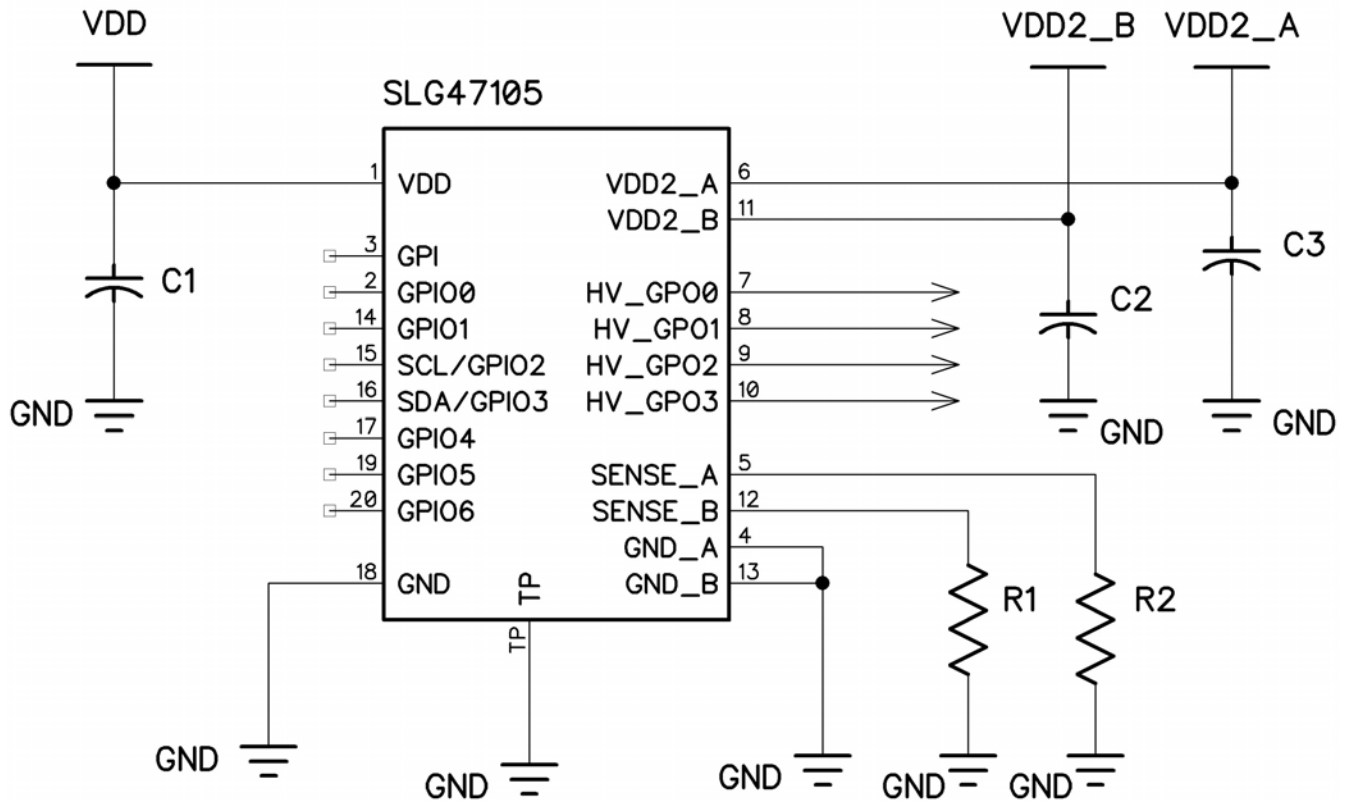 VDD
VDD2_B VDD2_A
SLG47105
1 VDD VDD2_A 6
VDD2_B 11
3 GPI
2 GPIO0 HV_GPO0 7
14 GPIO1 HV_GPO1 8
15 SCL/GPIO2 HV_GPO2 9
16 SDA/GPIO3 HV_GPO3 10
17 GPIO4
19 GPIO5 SENSE_A 5
20 GPIO6 SENSE_B 12
GND_A 4
18 GND GND_B 13
TP
TP
C1
GND
C2
GND
C3
GND
R1
R2
GND
GND
GND
GND
GND